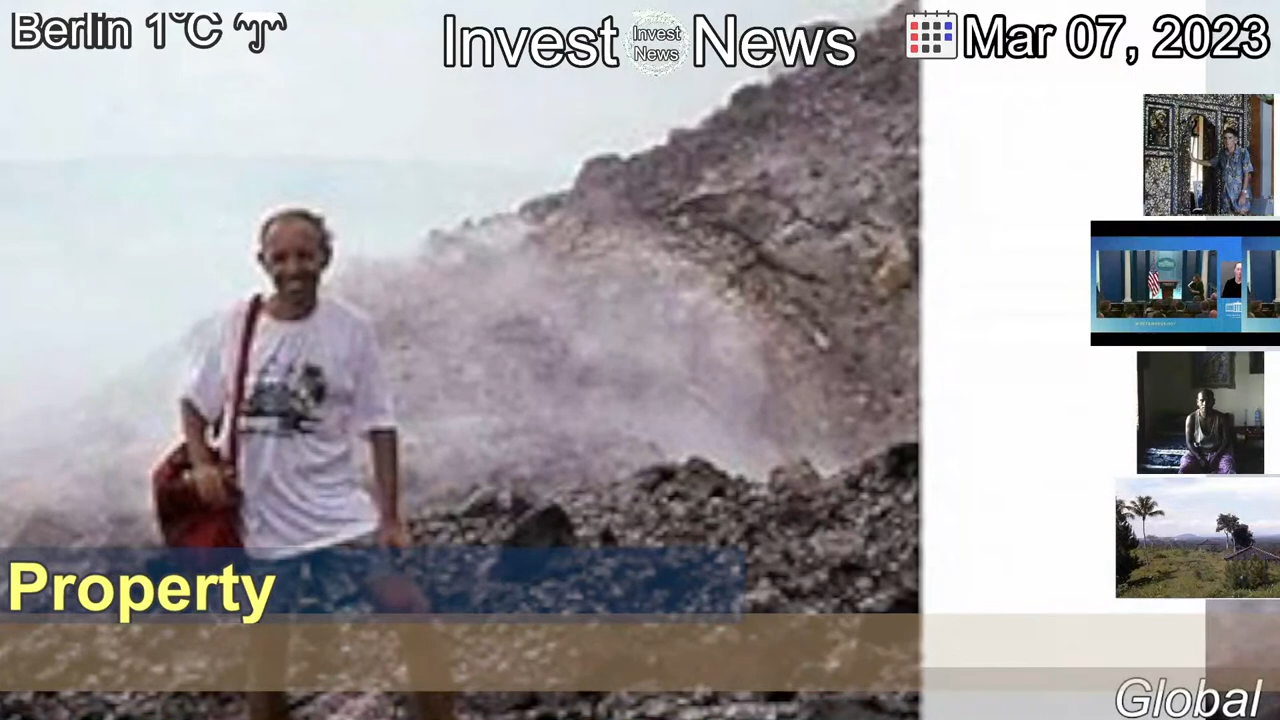 Berlin 1°C
Invest Invest News News
Mar 07, 2023
Property
Global